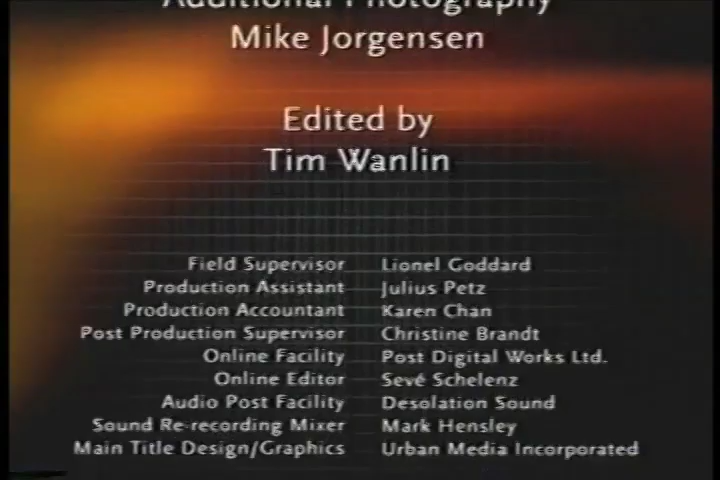 Additional Photography
Mike Jorgensen
Edited by
Tim Wanlin
Field Supervisor Lionel Goddard
Production Assistant Julius Petz
Production Accountant Karen Chan
Post Production Supervisor Christine Brandt
Online Facility Post Digital Works Ltd.
Online Editor Sevé Schelenz
Audio Post Facility Desolation Sound
Sound Re-recording Mixer Mark Hensley
Main Title Design/Graphics Urban Media Incorporated